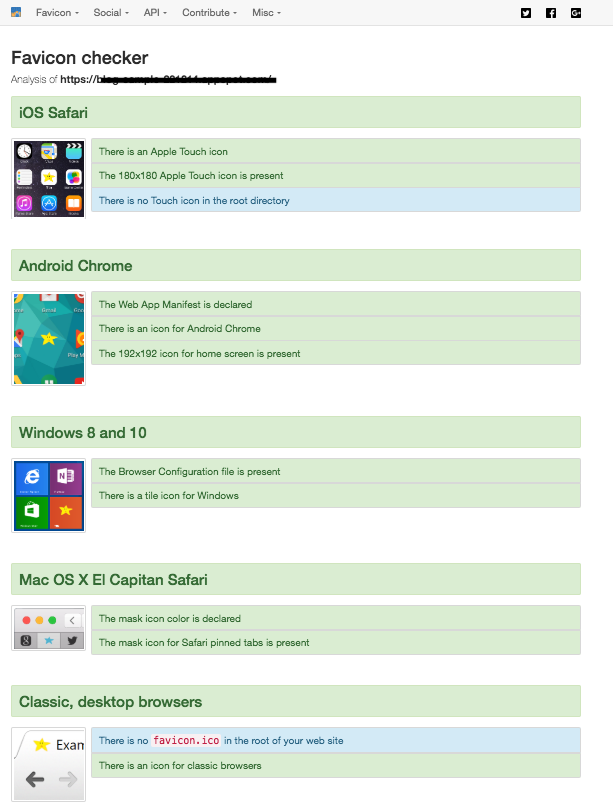 Favicon Social API Contribute Misc
Favicon checker
Analysis of https://
iOS Safari
There is an Apple Touch icon
The 180x180 Apple Touch icon is present
There is no Touch icon in the root directory
Android Chrome
The Web App Manifest is declared
There is an icon for Android Chrome
The 192x192 icon for home screen is present
Windows 8 and 10
The Browser Configuration file is present
There is a tile icon for Windows
Mac OS X El Capitan Safari
The mask icon color is declared
The mask icon for Safari pinned tabs is present
Classic, desktop browsers
Exam
There is no favicon.ico in the root of your web site
There is an icon for classic browsers